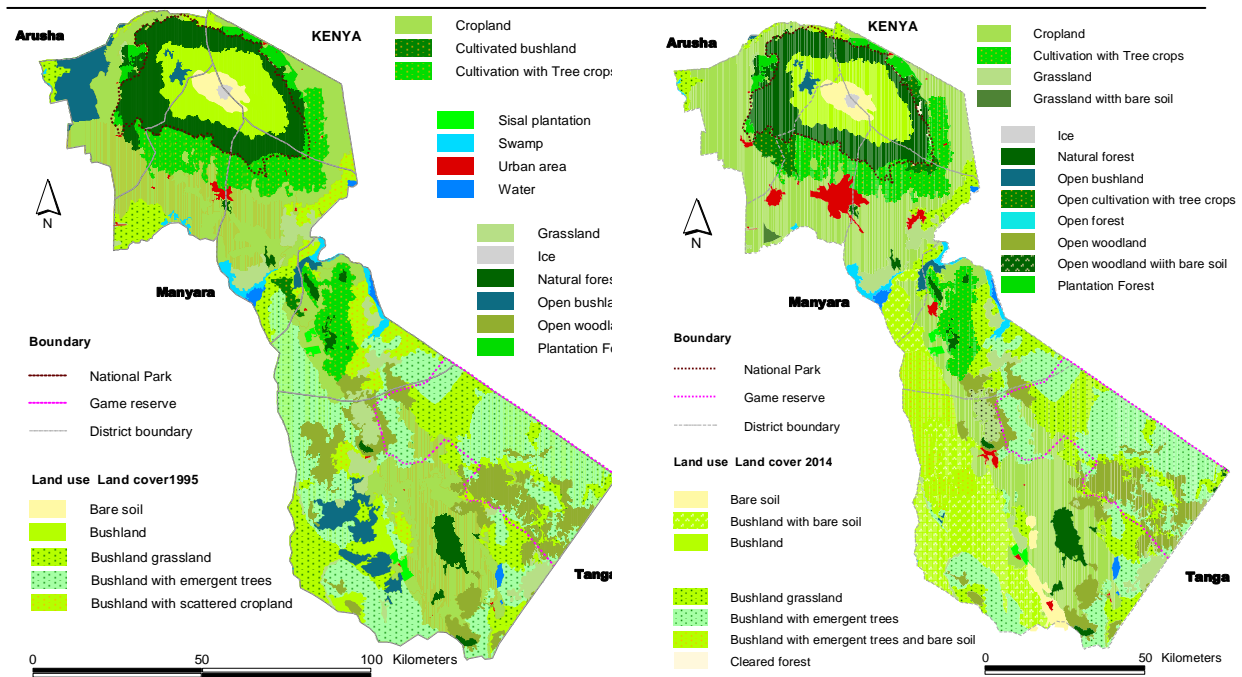 Arusha
KENYA
Cropland
Cultivated bushland
Cultivation with Tree crops
Sisal plantation
Swamp
Urban area
Water
N
Grassland
Ice
Natural fores
Open bushla
Open woodla
Plantation Fo
Manyara
Boundary
National Park
Game reserve
District boundary
Land use Land cover1995
Bare soil
Bushland
Bushland grassland
Bushland with emergent trees
Bushland with scattered cropland
Tanga
0 50 100 Kilometers
Arusha
KENYA
Cropland
Cultivation with Tree crops
Grassland
Grassland witth bare soil
Ice
Natural forest
Open bushland
Open cultivation with tree crops
Open forest
Open woodland
Open woodland wiith bare soil
Plantation Forest
N
Manyara
Boundary
National Park
Game reserve
District boundary
Land use Land cover 2014
Bare soil
Bushland with bare soil
Bushland
Bushland grassland
Bushland with emergent trees
Bushland with emergent trees and bare soil
Cleared forest
Tanga
0 50 Kilometers